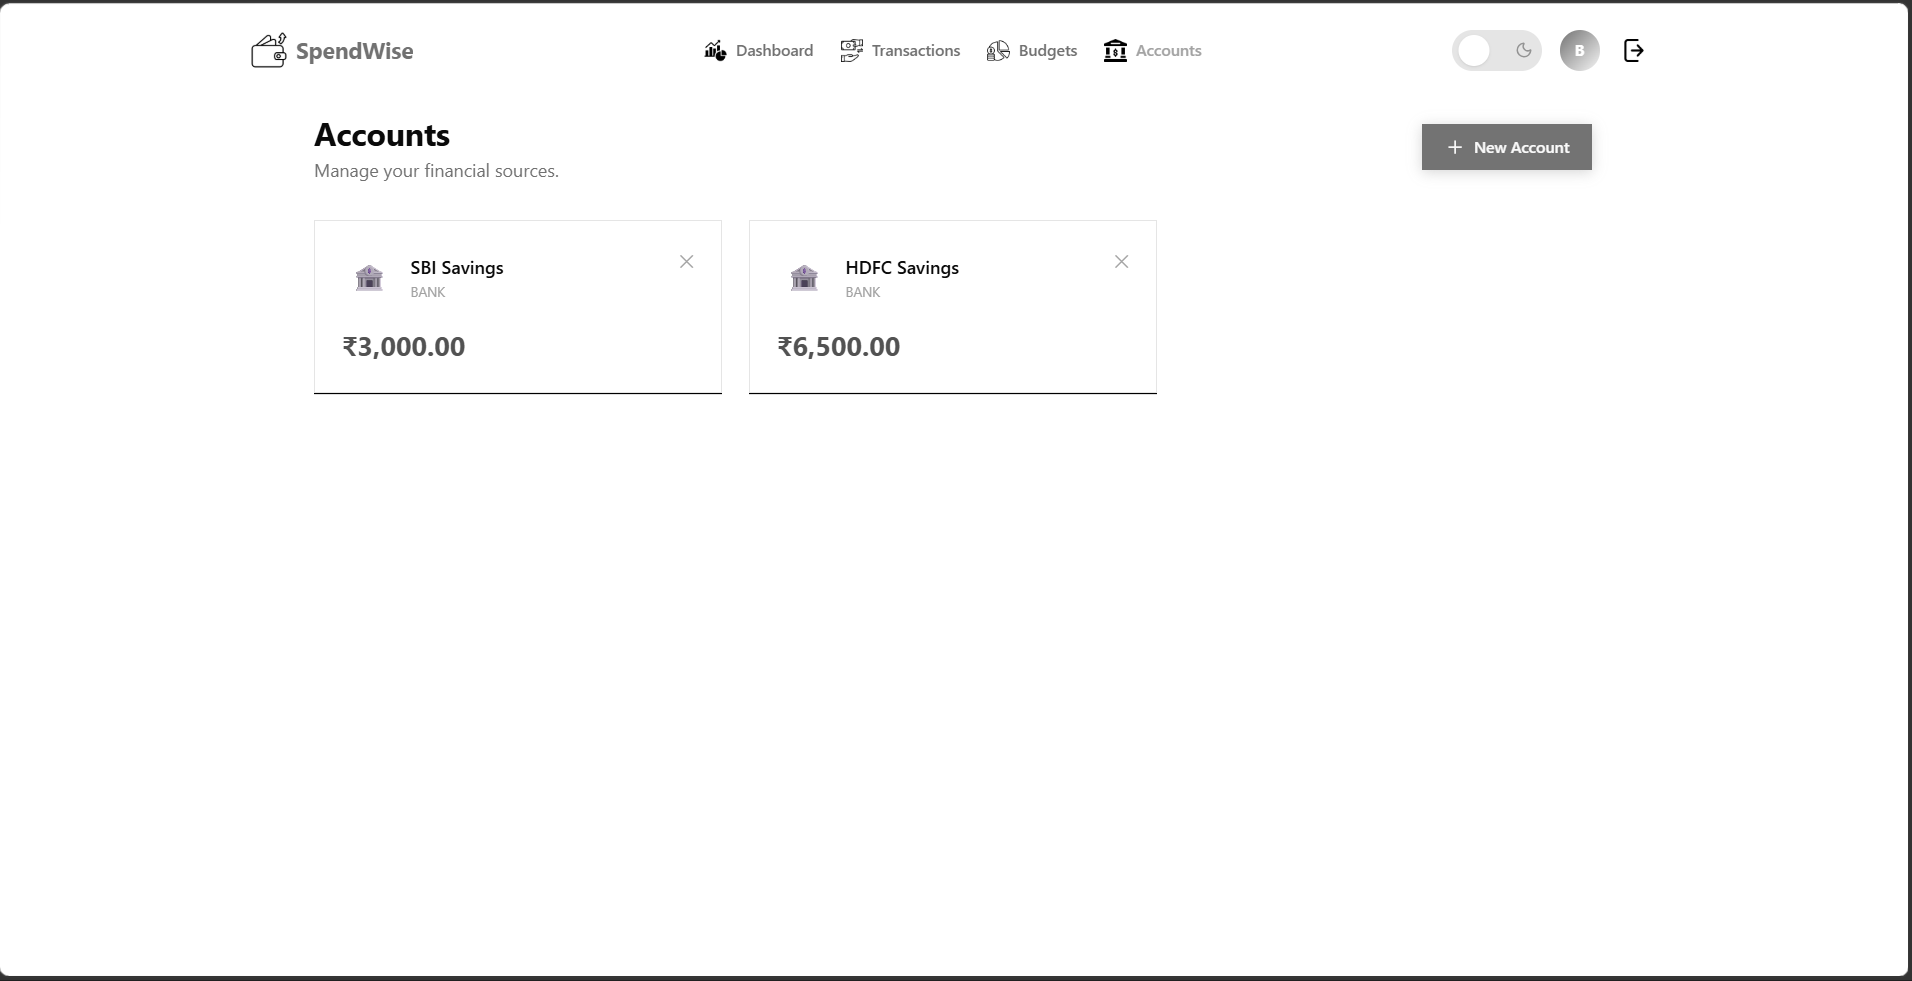 SpendWise
Dashboard
Transactions
Budgets
Accounts
B
Accounts
Manage your financial sources.
+ New Account
SBI Savings
BANK
₹3,000.00
HDFC Savings
BANK
₹6,500.00